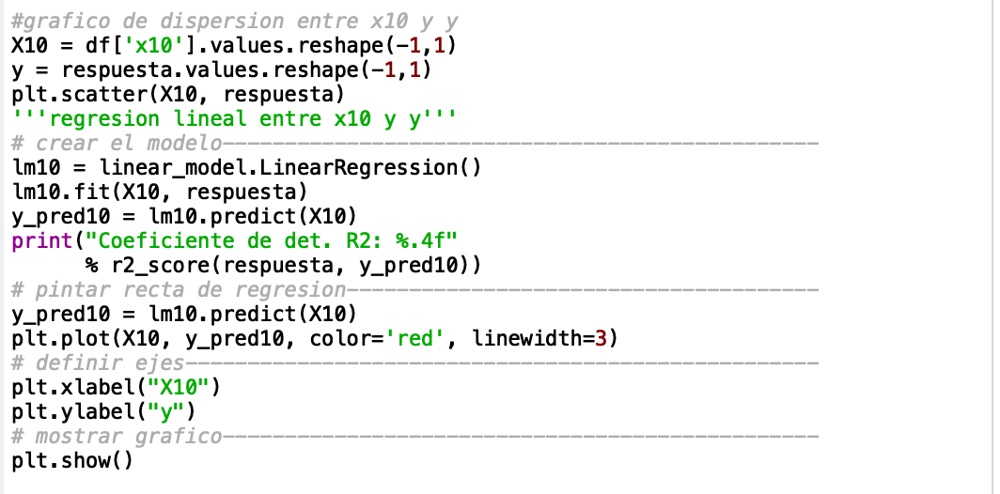 #grafico de dispersion entre x10 y y
X10 = df['x10'].values.reshape(-1,1)
y = respuesta.values.reshape(-1,1)
plt.scatter(X10, respuesta)
'''regresion lineal entre x10 y y'''
# crear el modelo------------------------------------------------
lm10 = linear_model.LinearRegression()
lm10.fit(X10, respuesta)
y_pred10 = lm10.predict(X10)
print("Coeficiente de det. R2: %.4f"
      % r2_score(respuesta, y_pred10))
# pintar recta de regresion--------------------------------------
y_pred10 = lm10.predict(X10)
plt.plot(X10, y_pred10, color='red', linewidth=3)
# definir ejes---------------------------------------------------
plt.xlabel("X10")
plt.ylabel("y")
# mostrar grafico------------------------------------------------
plt.show()